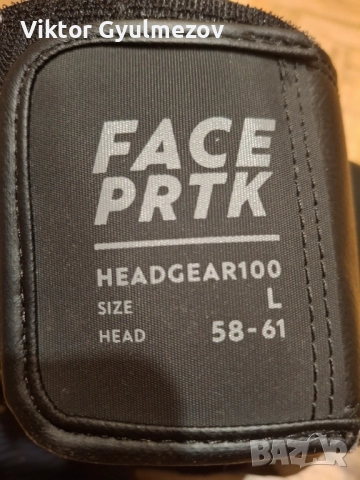 Viktor Gyulmezov
FACE
PRTK
HEADGEAR100
SIZE L
HEAD 58-61
BAZAR